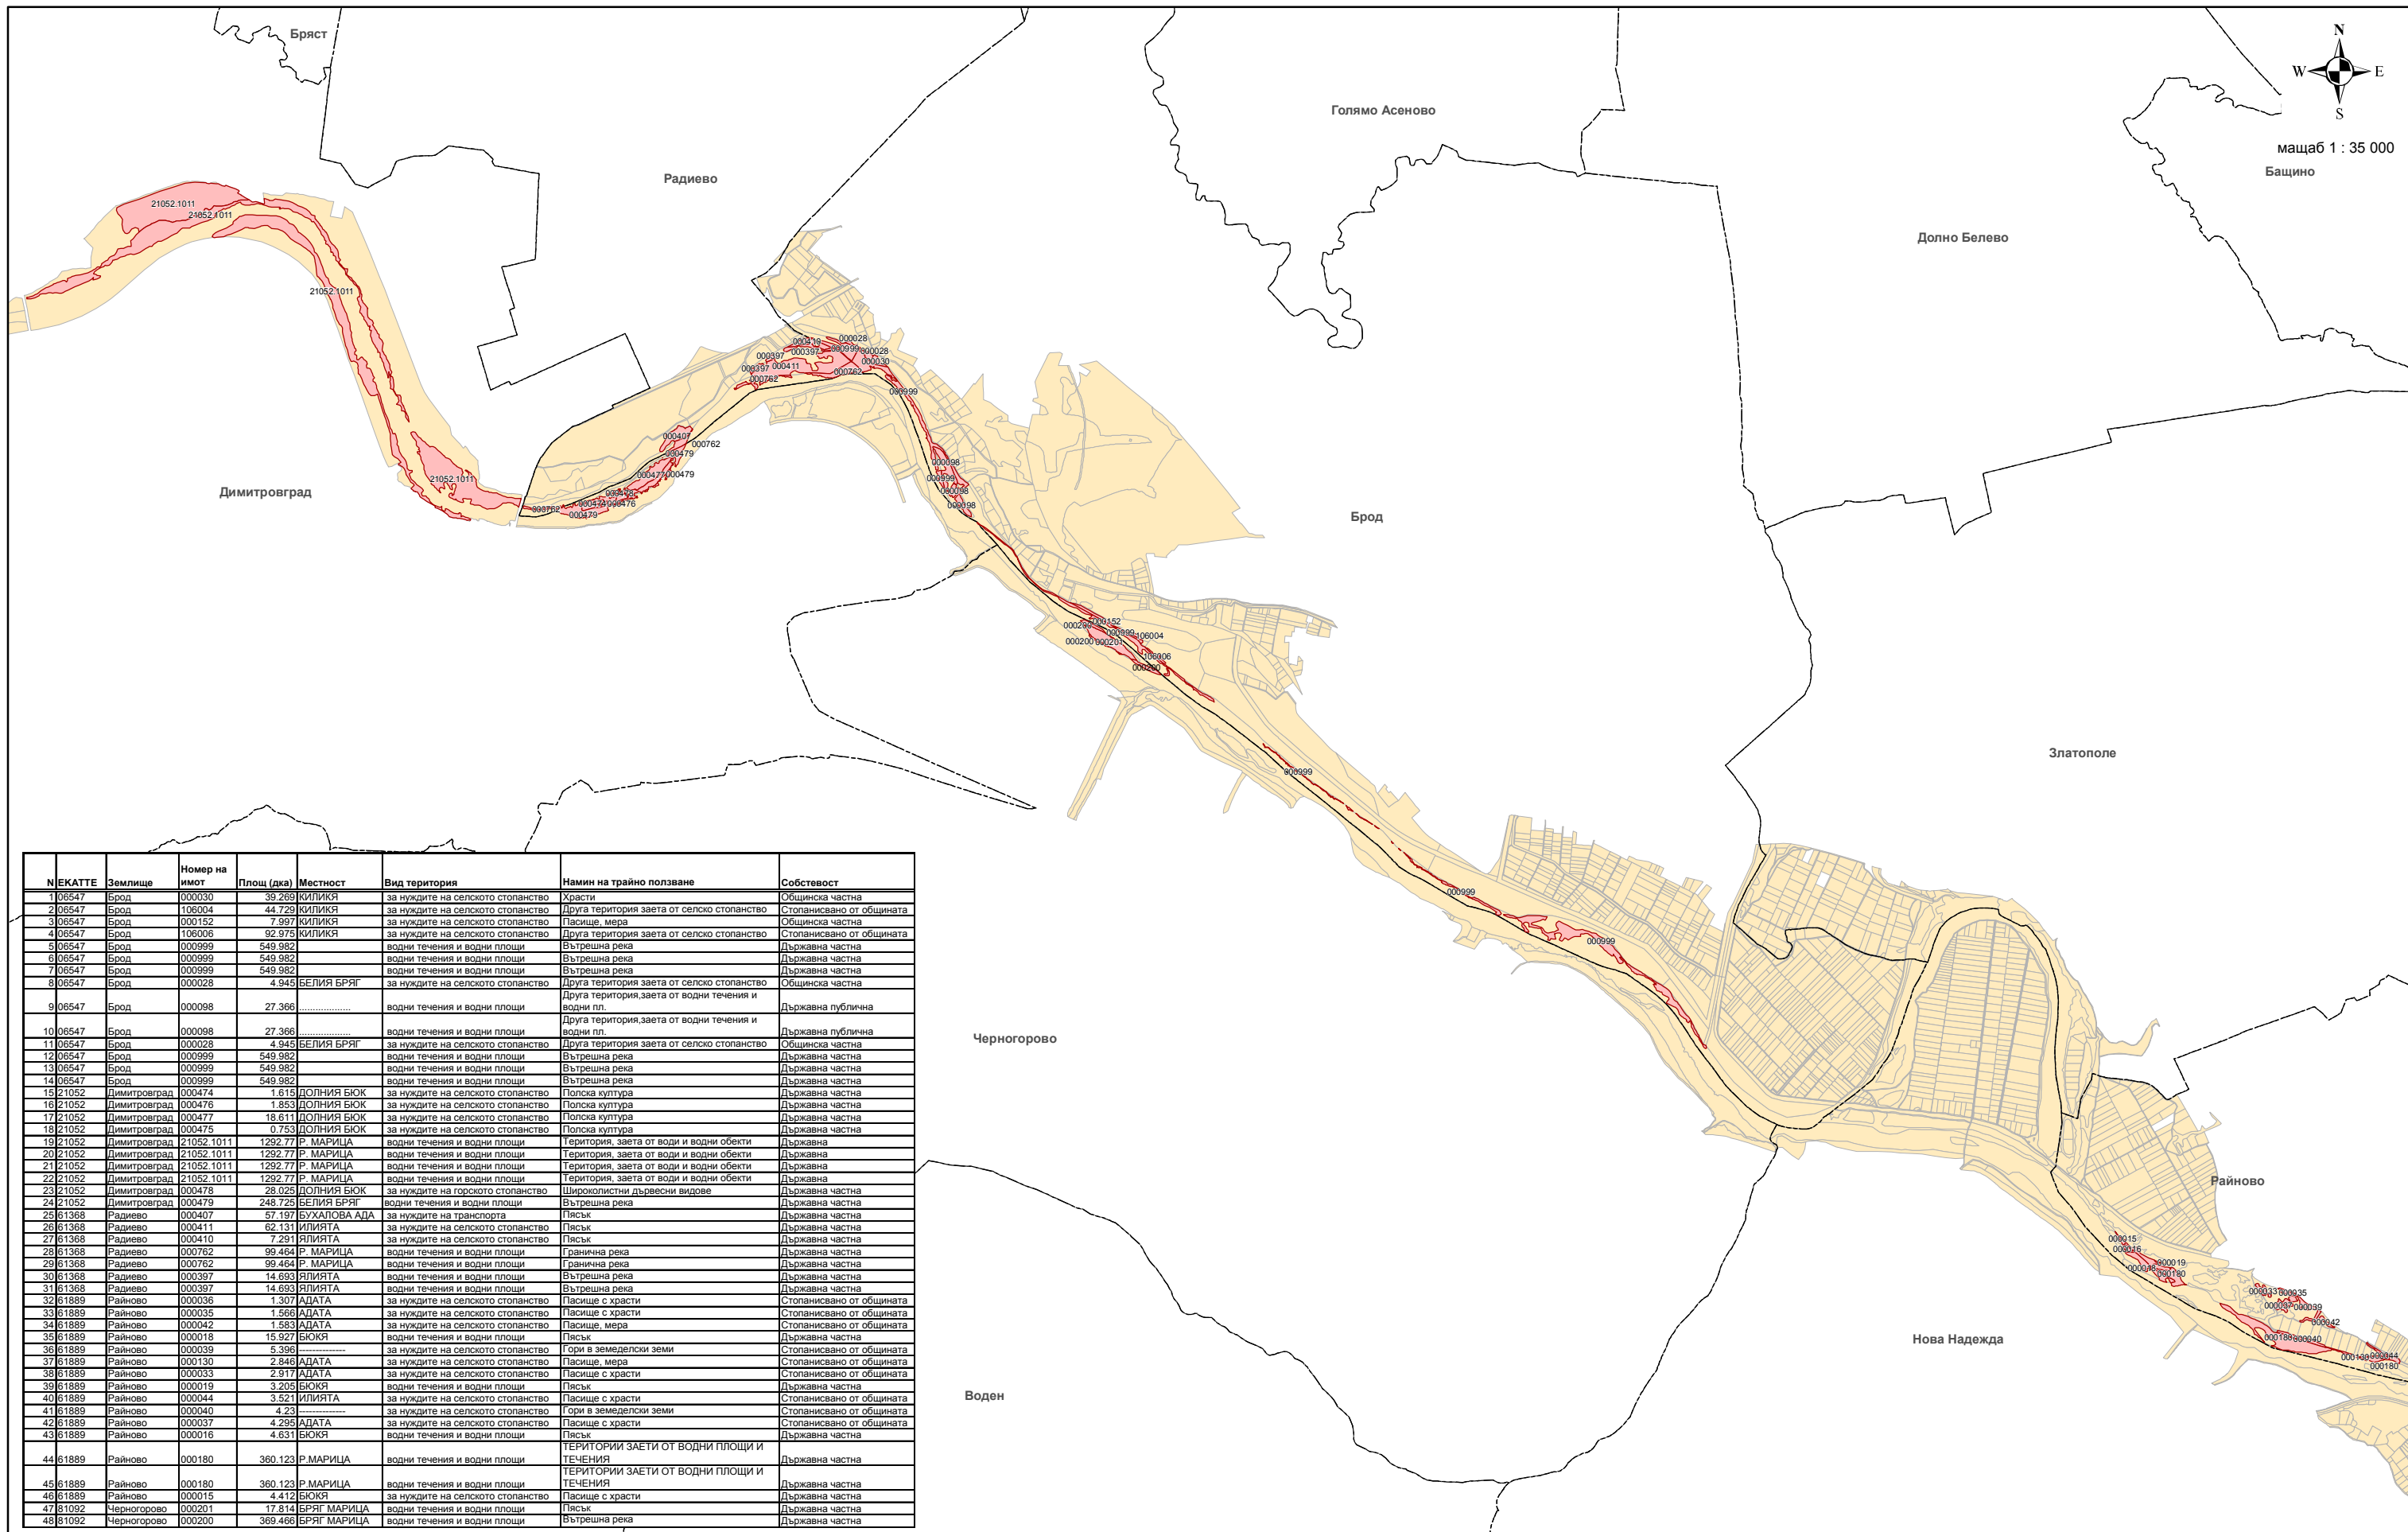 Бряст
N
W E
S
мащаб 1 : 35 000
Голямо Асеново
Бащино
Радиево
Долно Белево
21052.1011
21052.1011
21052.1011
21052.1011
Димитровград
Брод
Златополе
Черногорово
Райново
Нова Надежда
Воден
000028
000419
000397
000999
000028
000397
000030
000397
000411
000762
000762
000999
000407
000762
000479
000477
000479
000476
000479
000098
000999
000098
000098
000152
000999
106004
000200
000201
106006
000200
000999
000999
000999
000015
000016
000019
000018
000180
000033
000035
000037
000039
000042
000180
000040
000044
000180
N EKATTE Землище Номер на имот Площ (дка) Местност Вид територия Намин на трайно ползване Собстевост
1 06547 Брод 000030 39.269 КИЛИКЯ за нуждите на селското стопанство Храсти Общинска частна
2 06547 Брод 106004 44.729 КИЛИКЯ за нуждите на селското стопанство Друга територия заета от селско стопанство Стопанисвано от общината
3 06547 Брод 000152 7.997 КИЛИКЯ за нуждите на селското стопанство Пасище, мера Общинска частна
4 06547 Брод 106006 92.975 КИЛИКЯ за нуждите на селското стопанство Друга територия заета от селско стопанство Стопанисвано от общината
5 06547 Брод 000999 549.982 водни течения и водни площи Вътрешна река Държавна частна
6 06547 Брод 000999 549.982 водни течения и водни площи Вътрешна река Държавна частна
7 06547 Брод 000999 549.982 водни течения и водни площи Вътрешна река Държавна частна
8 06547 Брод 000028 4.945 БЕЛИЯ БРЯГ за нуждите на селското стопанство Друга територия заета от селско стопанство Общинска частна
9 06547 Брод 000098 27.366 ................... водни течения и водни площи Друга територия,заета от водни течения и водни пл. Държавна публична
10 06547 Брод 000098 27.366 ................... водни течения и водни площи Друга територия,заета от водни течения и водни пл. Държавна публична
11 06547 Брод 000028 4.945 БЕЛИЯ БРЯГ за нуждите на селското стопанство Друга територия заета от селско стопанство Общинска частна
12 06547 Брод 000999 549.982 водни течения и водни площи Вътрешна река Държавна частна
13 06547 Брод 000999 549.982 водни течения и водни площи Вътрешна река Държавна частна
14 06547 Брод 000999 549.982 водни течения и водни площи Вътрешна река Държавна частна
15 21052 Димитровград 000474 1.615 ДОЛНИЯ БЮК за нуждите на селското стопанство Полска култура Държавна частна
16 21052 Димитровград 000476 1.853 ДОЛНИЯ БЮК за нуждите на селското стопанство Полска култура Държавна частна
17 21052 Димитровград 000477 18.611 ДОЛНИЯ БЮК за нуждите на селското стопанство Полска култура Държавна частна
18 21052 Димитровград 000475 0.753 ДОЛНИЯ БЮК за нуждите на селското стопанство Полска култура Държавна частна
19 21052 Димитровград 21052.1011 1292.77 Р. МАРИЦА водни течения и водни площи Територия, заета от води и водни обекти Държавна
20 21052 Димитровград 21052.1011 1292.77 Р. МАРИЦА водни течения и водни площи Територия, заета от води и водни обекти Държавна
21 21052 Димитровград 21052.1011 1292.77 Р. МАРИЦА водни течения и водни площи Територия, заета от води и водни обекти Държавна
22 21052 Димитровград 21052.1011 1292.77 Р. МАРИЦА водни течения и водни площи Територия, заета от води и водни обекти Държавна
23 21052 Димитровград 000478 28.025 ДОЛНИЯ БЮК за нуждите на горското стопанство Широколистни дървесни видове Държавна частна
24 21052 Димитровград 000479 248.725 БЕЛИЯ БРЯГ водни течения и водни площи Вътрешна река Държавна частна
25 61368 Радиево 000407 57.197 БУХАЛОВА АДА за нуждите на транспорта Пясък Държавна частна
26 61368 Радиево 000411 62.131 ИЛИЯТА за нуждите на селското стопанство Пясък Държавна частна
27 61368 Радиево 000410 7.291 ЯЛИЯТА за нуждите на селското стопанство Пясък Държавна частна
28 61368 Радиево 000762 99.464 Р. МАРИЦА водни течения и водни площи Гранична река Държавна частна
29 61368 Радиево 000762 99.464 Р. МАРИЦА водни течения и водни площи Гранична река Държавна частна
30 61368 Радиево 000397 14.693 ЯЛИЯТА водни течения и водни площи Вътрешна река Държавна частна
31 61368 Радиево 000397 14.693 ЯЛИЯТА водни течения и водни площи Вътрешна река Държавна частна
32 61889 Райново 000036 1.307 АДАТА за нуждите на селското стопанство Пасище с храсти Стопанисвано от общината
33 61889 Райново 000035 1.566 АДАТА за нуждите на селското стопанство Пасище с храсти Стопанисвано от общината
34 61889 Райново 000042 1.583 АДАТА за нуждите на селското стопанство Пасище, мера Стопанисвано от общината
35 61889 Райново 000018 15.927 БЮКЯ водни течения и водни площи Пясък Държавна частна
36 61889 Райново 000039 5.396 -------------- за нуждите на селското стопанство Гори в земеделски земи Стопанисвано от общината
37 61889 Райново 000130 2.846 АДАТА за нуждите на селското стопанство Пасище, мера Стопанисвано от общината
38 61889 Райново 000033 2.917 АДАТА за нуждите на селското стопанство Пасище с храсти Стопанисвано от общината
39 61889 Райново 000019 3.205 БЮКЯ водни течения и водни площи Пясък Държавна частна
40 61889 Райново 000044 3.521 ИЛИЯТА за нуждите на селското стопанство Пасище с храсти Стопанисвано от общината
41 61889 Райново 000040 4.23 -------------- за нуждите на селското стопанство Гори в земеделски земи Стопанисвано от общината
42 61889 Райново 000037 4.295 АДАТА за нуждите на селското стопанство Пасище с храсти Стопанисвано от общината
43 61889 Райново 000016 4.631 БЮКЯ водни течения и водни площи Пясък Държавна частна
44 61889 Райново 000180 360.123 Р.МАРИЦА водни течения и водни площи ТЕРИТОРИИ ЗАЕТИ ОТ ВОДНИ ПЛОЩИ И ТЕЧЕНИЯ Държавна частна
45 61889 Райново 000180 360.123 Р.МАРИЦА водни течения и водни площи ТЕРИТОРИИ ЗАЕТИ ОТ ВОДНИ ПЛОЩИ И ТЕЧЕНИЯ Държавна частна
46 61889 Райново 000015 4.412 БЮКЯ за нуждите на селското стопанство Пасище с храсти Държавна частна
47 81092 Черногорово 000201 17.814 БРЯГ МАРИЦА водни течения и водни площи Пясък Държавна частна
48 81092 Черногорово 000200 369.466 БРЯГ МАРИЦА водни течения и водни площи Вътрешна река Държавна частна